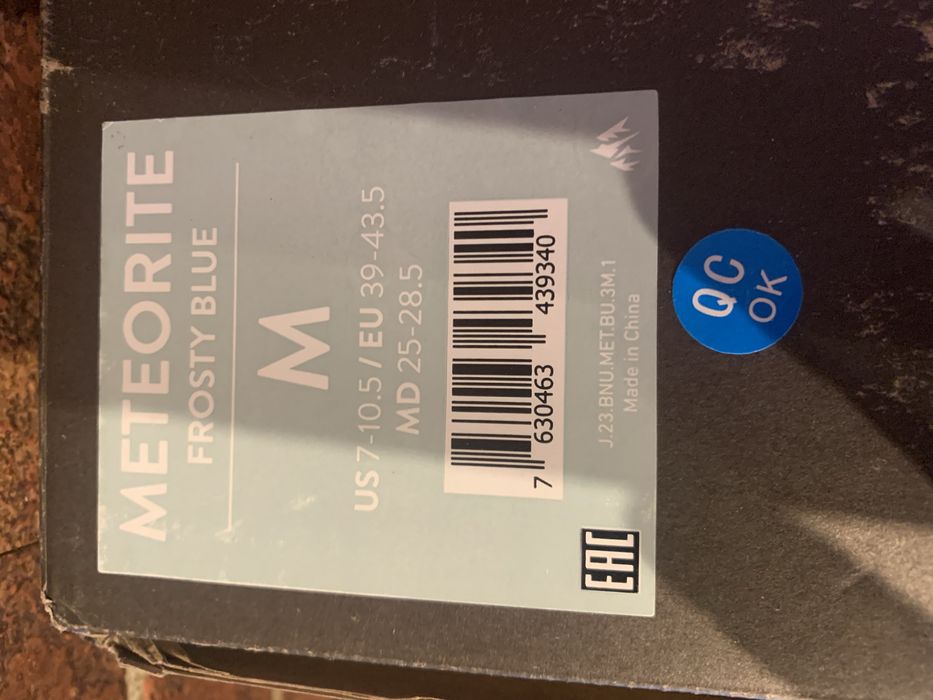 METEORITE
FROSTY BLUE
M
US 7-10.5 / EU 39-43.5
MD 25-28.5
7 630463 439340
J.23.BNU.MET.BU.3M.1
Made in China
EAC
QC
OK